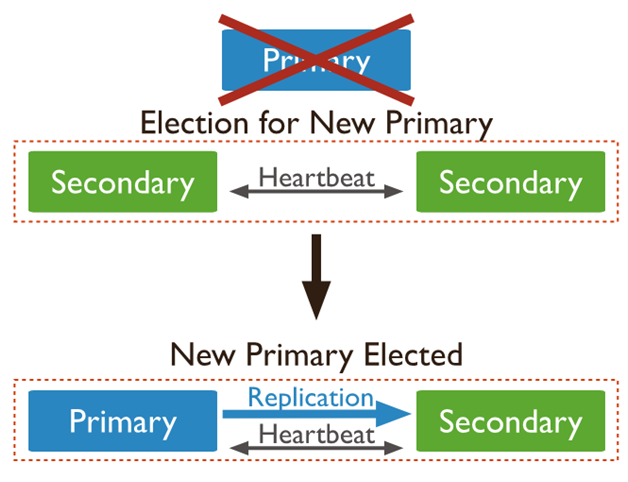 Primary
Election for New Primary
Secondary
Heartbeat
Secondary
New Primary Elected
Primary
Replication
Heartbeat
Secondary